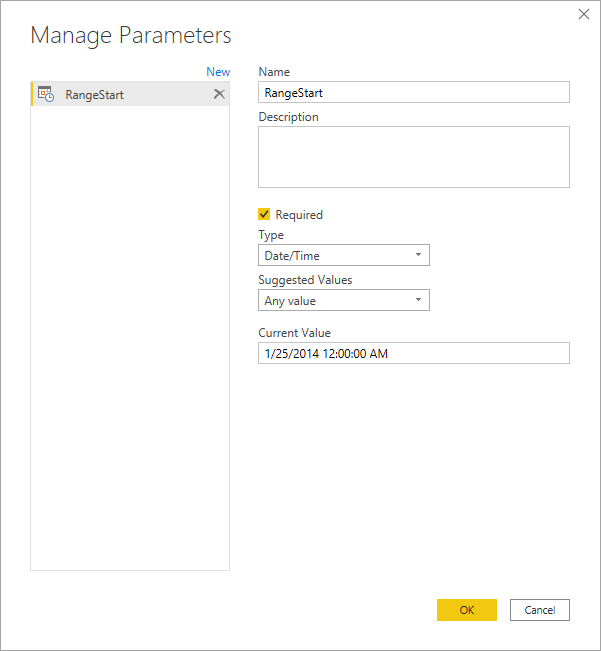 Manage Parameters
New
RangeStart
Name
RangeStart
Description
Required
Type
Date/Time
Suggested Values
Any value
Current Value
1/25/2014 12:00:00 AM
OK
Cancel